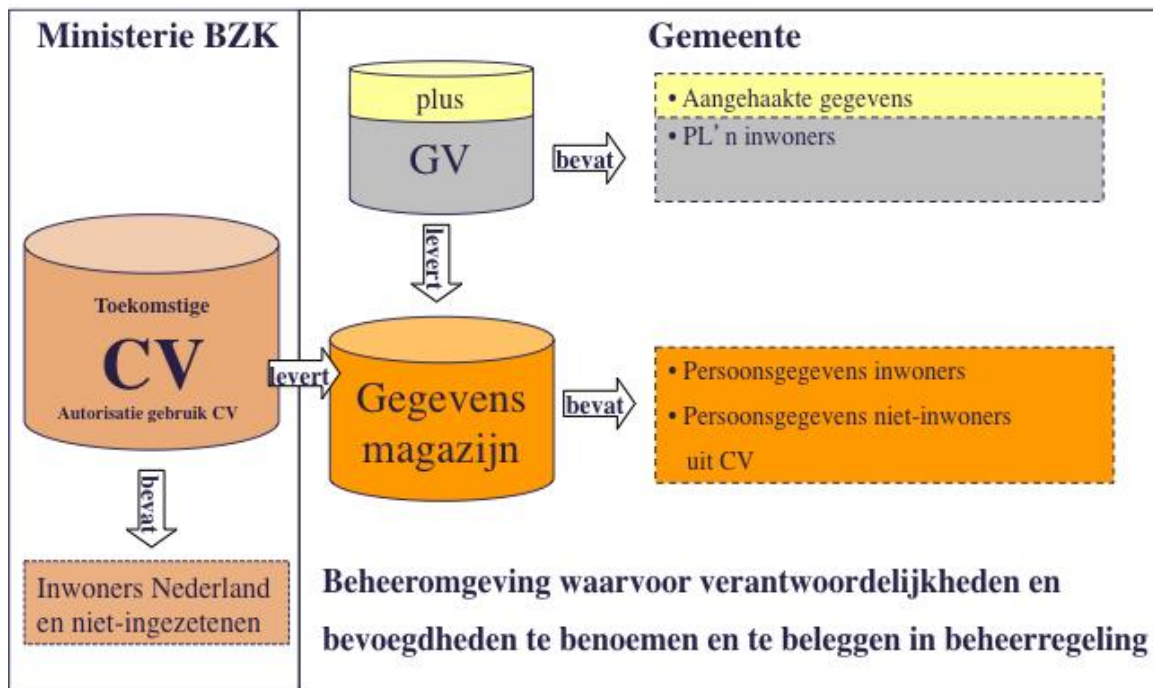 Ministerie BZK
Gemeente
plus
GV
bevat
• Aangehaakte gegevens
• PL'n inwoners
levert
Toekomstige
CV
Autorisatie gebruik CV
levert
Gegevens
magazijn
bevat
• Persoonsgegevens inwoners
• Persoonsgegevens niet-inwoners
uit CV
bevat
Inwoners Nederland
en niet-ingezetenen
Beheeromgeving waarvoor verantwoordelijkheden en
bevoegdheden te benoemen en te beleggen in beheerregeling